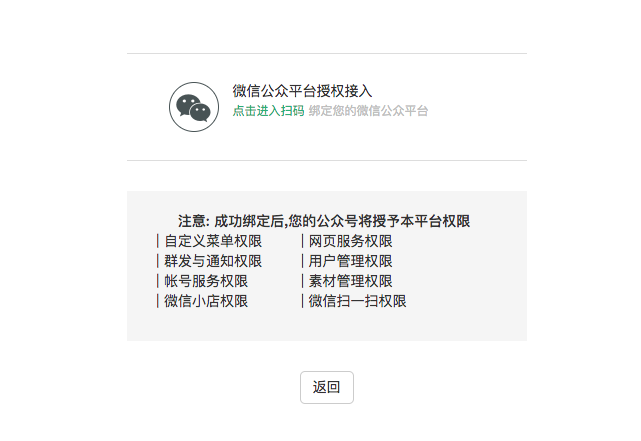 微信公众平台授权接入
点击进入扫码 绑定您的微信公众平台
注意: 成功绑定后,您的公众号将授予本平台权限
| 自定义菜单权限 | 网页服务权限
| 群发与通知权限 | 用户管理权限
| 帐号服务权限 | 素材管理权限
| 微信小店权限 | 微信扫一扫权限
返回